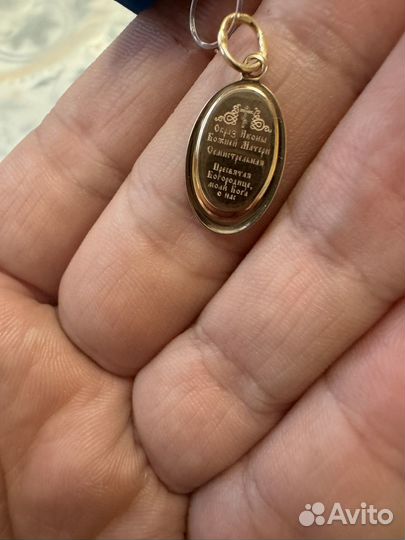 Образ Иконы
Божией Матери
Семистрельная
Пресвятая
Богородице,
моли Бога
о нас
Avito